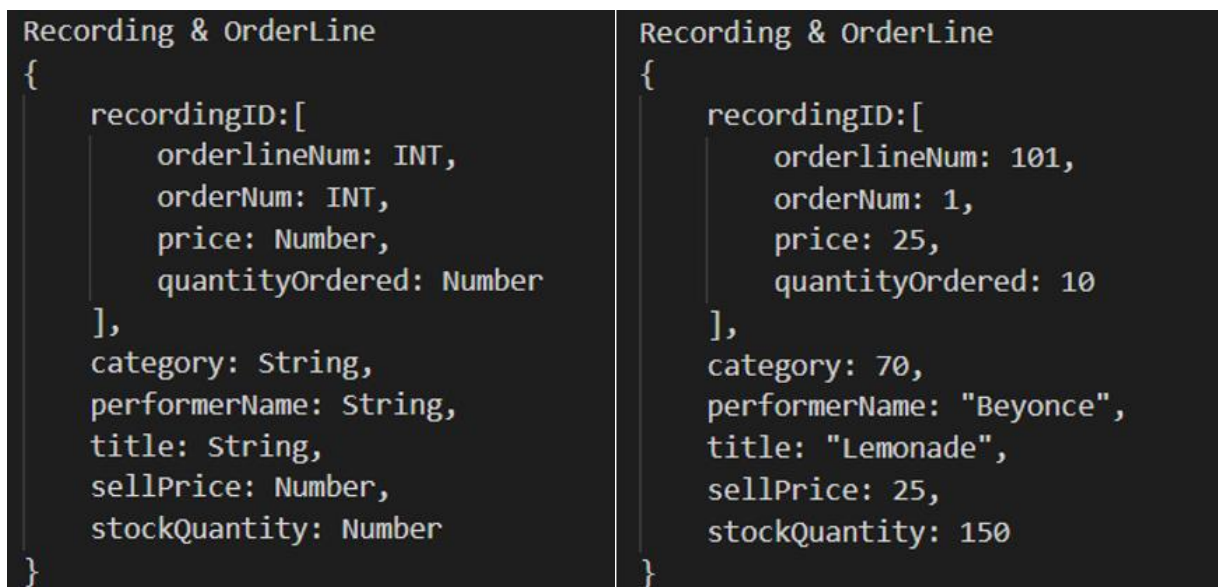 Recording & OrderLine
{
recordingID:[
orderlineNum: INT,
orderNum: INT,
price: Number,
quantityOrdered: Number
],
category: String,
performerName: String,
title: String,
sellPrice: Number,
stockQuantity: Number
}
Recording & OrderLine
{
recordingID:[
orderlineNum: 101,
orderNum: 1,
price: 25,
quantityOrdered: 10
],
category: 70,
performerName: "Beyonce",
title: "Lemonade",
sellPrice: 25,
stockQuantity: 150
}